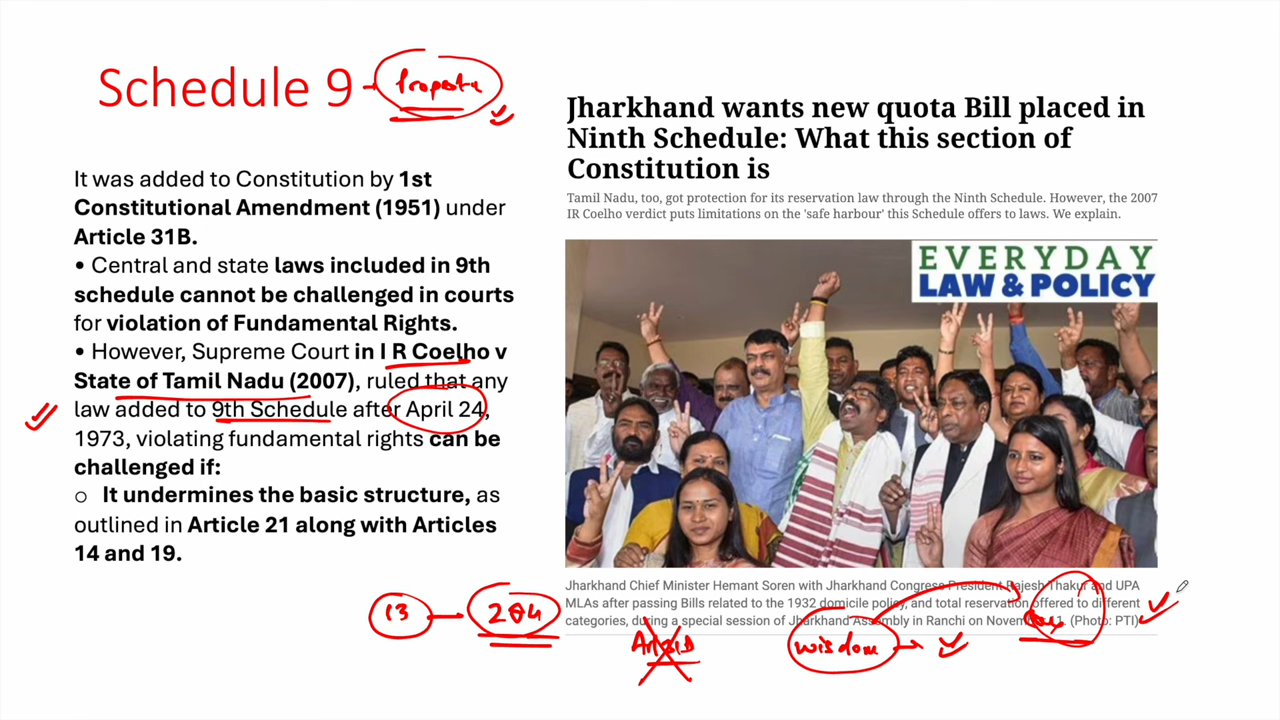 Schedule 9
It was added to Constitution by 1st
Constitutional Amendment (1951) under
Article 31B.
• Central and state laws included in 9th
schedule cannot be challenged in courts
for violation of Fundamental Rights.
• However, Supreme Court in I R Coelho v
State of Tamil Nadu (2007), ruled that any
law added to 9th Schedule after April 24,
1973, violating fundamental rights can be
challenged if:
o It undermines the basic structure, as
outlined in Article 21 along with Articles
14 and 19.
Jharkhand wants new quota Bill placed in
Ninth Schedule: What this section of
Constitution is
Tamil Nadu, too, got protection for its reservation law through the Ninth Schedule. However, the 2007
IR Coelho verdict puts limitations on the 'safe harbour' this Schedule offers to laws. We explain.
EVERYDAY
LAW & POLICY
Jharkhand Chief Minister Hemant Soren with Jharkhand Congress President Rajesh Thakur and UPA
MLAs after passing Bills related to the 1932 domicile policy, and total reservation offered to different
categories, during a special session of Jharkhand Assembly in Ranchi on November 11. (Photo: PTI)
13 284
wisdom